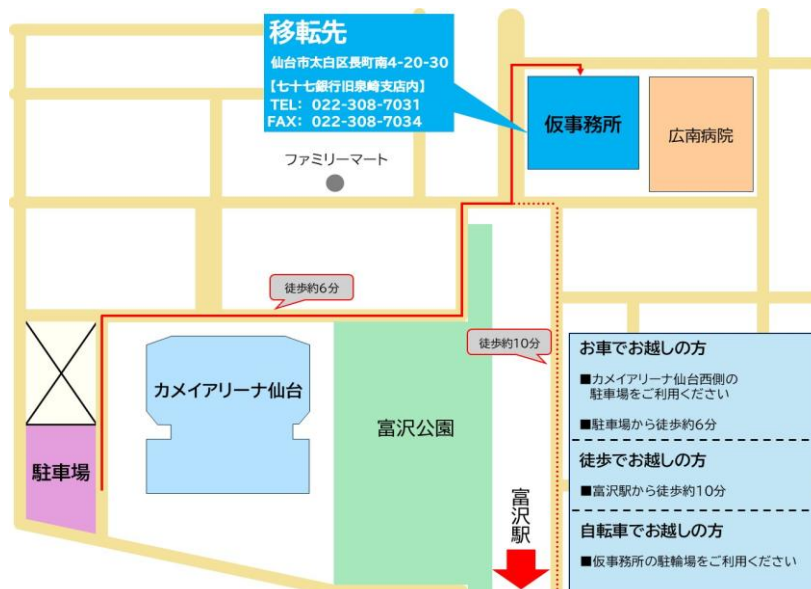 移転先
仙台市太白区長町南4-20-30
【七十七銀行旧泉崎支店内】
TEL: 022-308-7031
FAX: 022-308-7034
仮事務所
広南病院
ファミリーマート
徒歩約6分
徒歩約10分
カメイアリーナ仙台
富沢公園
駐車場
富沢駅
お車でお越しの方
■カメイアリーナ仙台西側の
駐車場をご利用ください
■駐車場から徒歩約6分
徒歩でお越しの方
■富沢駅から徒歩約10分
自転車でお越しの方
■仮事務所の駐輪場をご利用ください